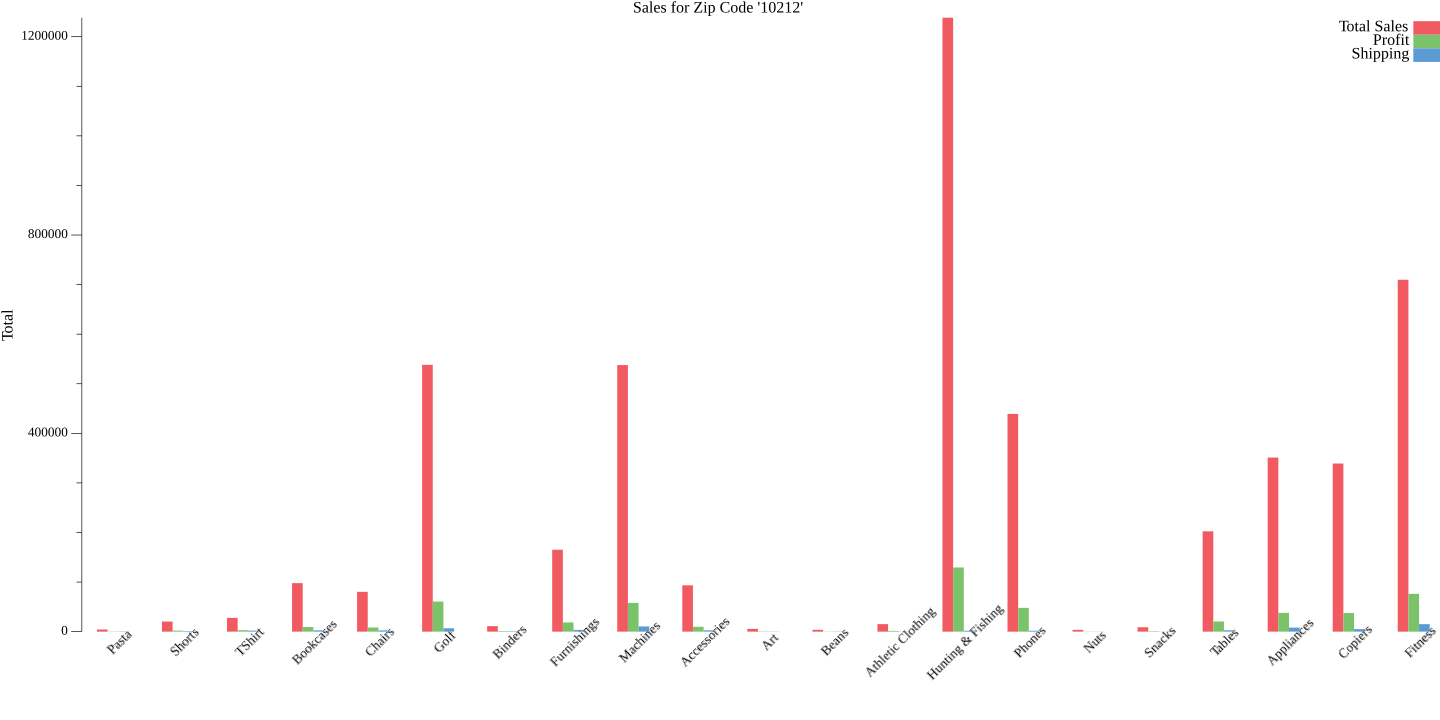 Sales for Zip Code '10212'
Total Sales
Profit
Shipping
1200000
800000
400000
0
Total
Pasta
Shorts
TShirt
Bookcases
Chairs
Golf
Binders
Furnishings
Machines
Accessories
Art
Beans
Athletic Clothing
Hunting & Fishing
Phones
Nuts
Snacks
Tables
Appliances
Copiers
Fitness